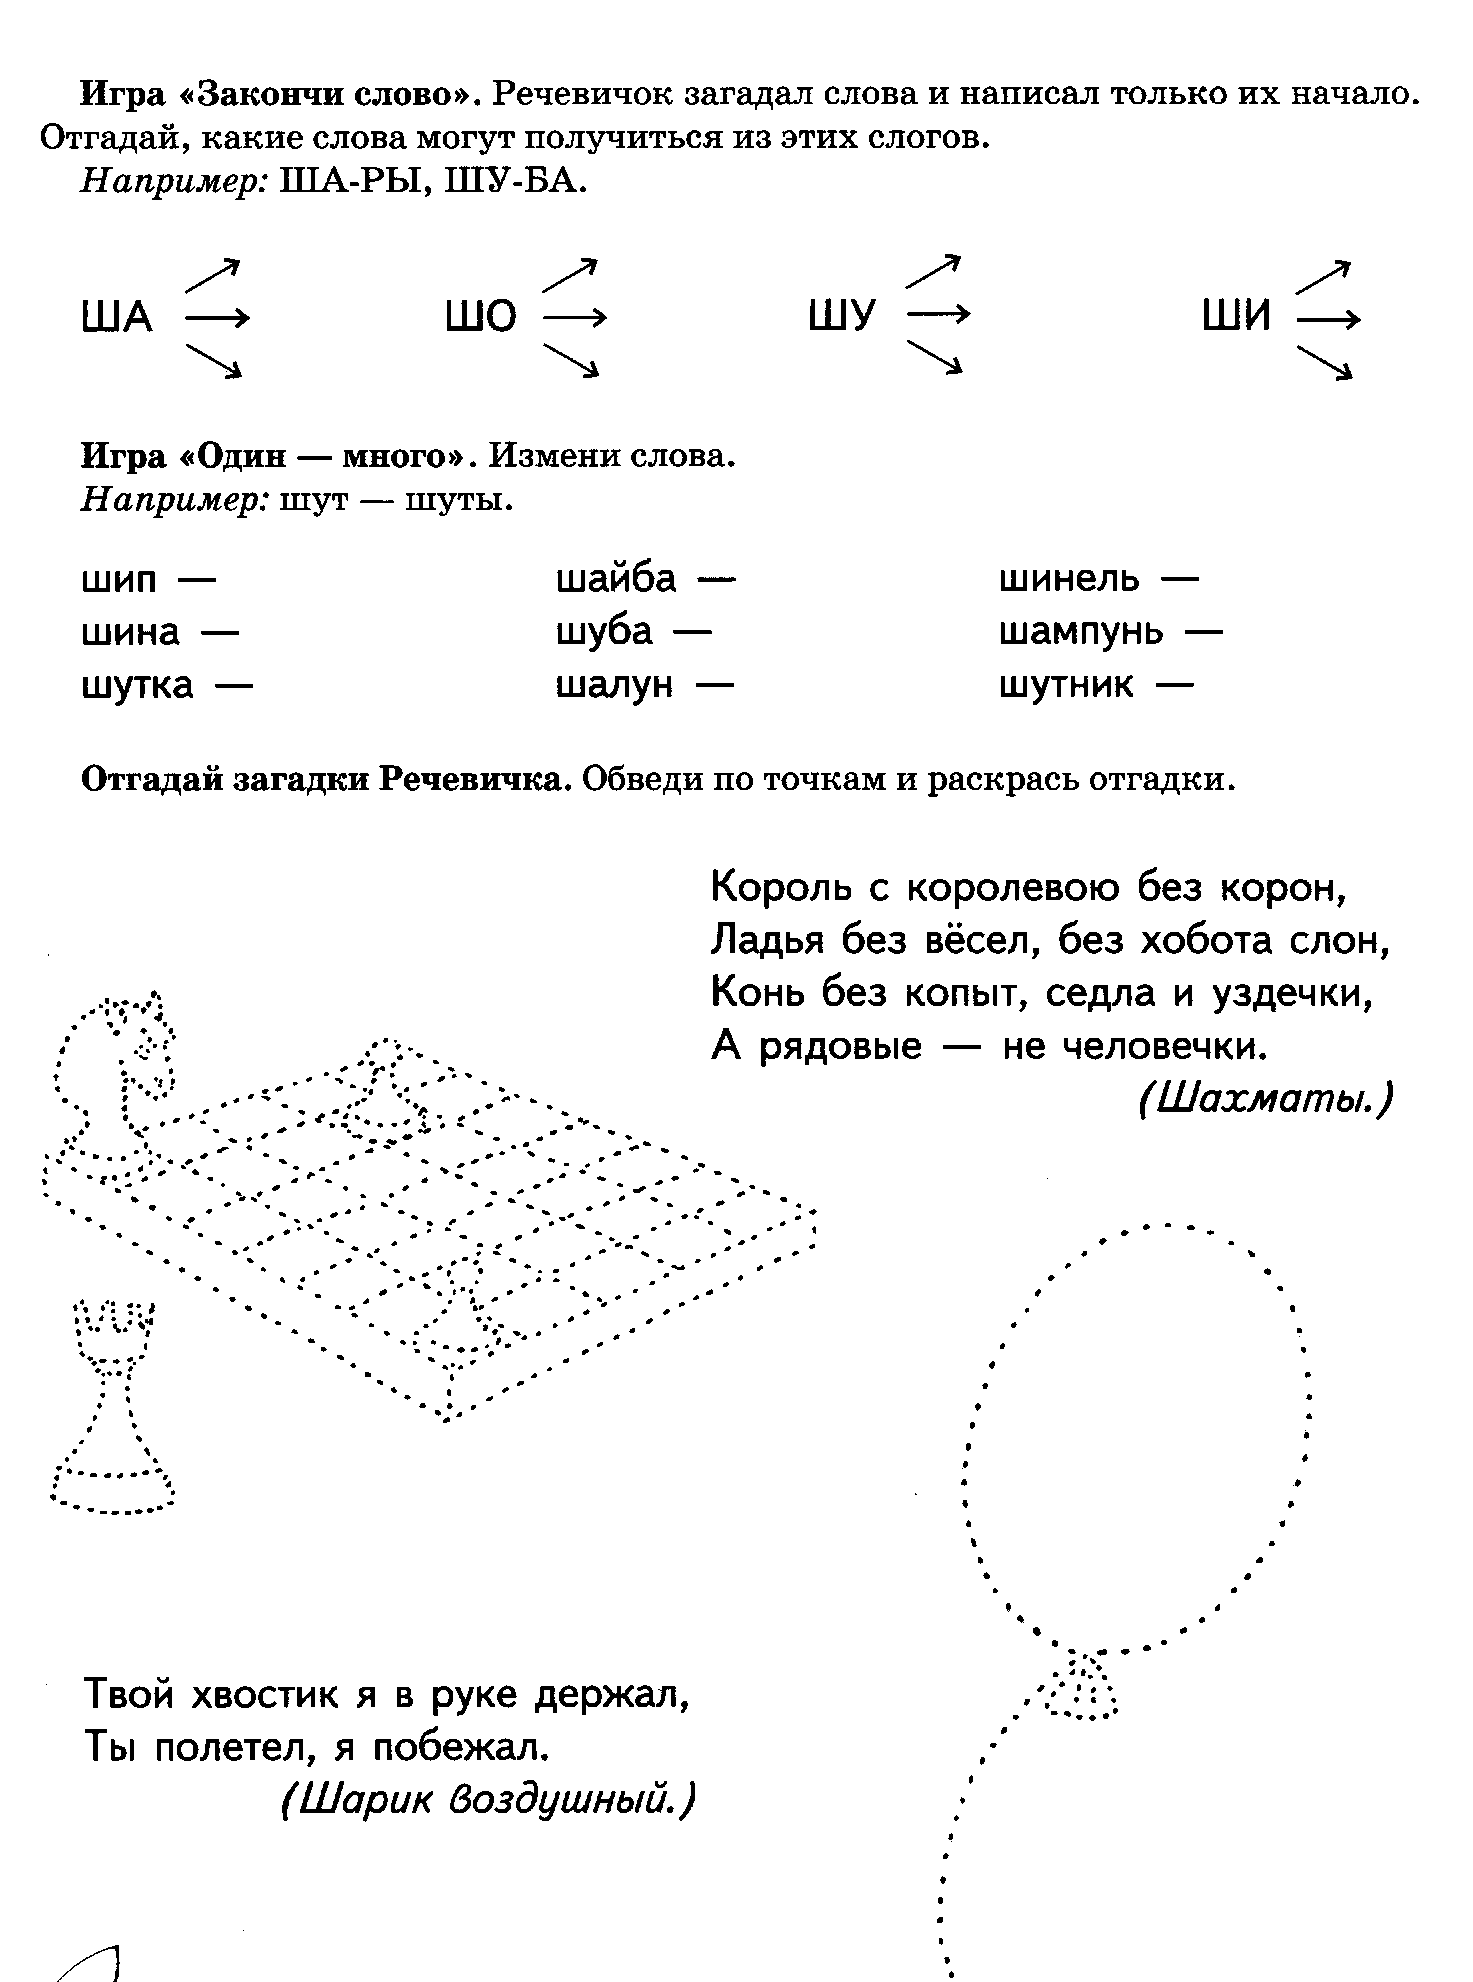 Игра «Закончи слово». Речевичок загадал слова и написал только их начало.
Отгадай, какие слова могут получиться из этих слогов.
Например: ША-РЫ, ШУ-БА.
ША ШО ШУ ШИ
Игра «Один — много». Измени слова.
Например: шут — шуты.
шип — шайба — шинель —
шина — шуба — шампунь —
шутка — шалун — шутник —
Отгадай загадки Речевичка. Обведи по точкам и раскрась отгадки.
Король с королевою без корон,
Ладья без вёсел, без хобота слон,
Конь без копыт, седла и уздечки,
А рядовые — не человечки.
(Шахматы.)
Твой хвостик я в руке держал,
Ты полетел, я побежал.
(Шарик воздушный.)